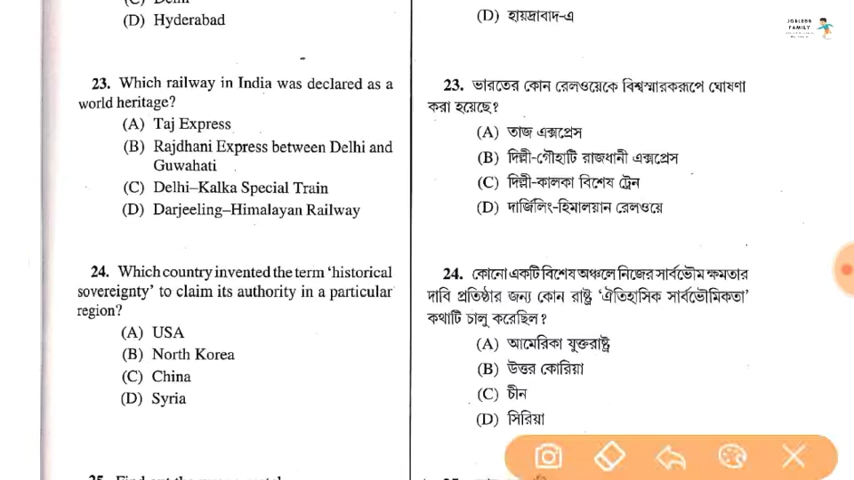 (D) Hyderabad
23. Which railway in India was declared as a
world heritage?
(A) Taj Express
(B) Rajdhani Express between Delhi and
Guwahati
(C) Delhi–Kalka Special Train
(D) Darjeeling–Himalayan Railway
24. Which country invented the term ‘historical
sovereignty’ to claim its authority in a particular
region?
(A) USA
(B) North Korea
(C) China
(D) Syria
(D) হায়দ্রাবাদ-এ
23. ভারতের কোন রেলওয়েকে বিশ্বস্মারকরূপে ঘোষণা
করা হয়েছে?
(A) তাজ এক্সপ্রেস
(B) দিল্লী-গৌহাটি রাজধানী এক্সপ্রেস
(C) দিল্লী-কালকা বিশেষ ট্রেন
(D) দার্জিলিং-হিমালয়ান রেলওয়ে
24. কোনো একটি বিশেষ অঞ্চলে নিজের সার্বভৌম ক্ষমতার
দাবি প্রতিষ্ঠার জন্য কোন রাষ্ট্র ‘ঐতিহাসিক সার্বভৌমিকতা’
কথাটি চালু করেছিল?
(A) আমেরিকা যুক্তরাষ্ট্র
(B) উত্তর কোরিয়া
(C) চীন
(D) সিরিয়া
FAMILY